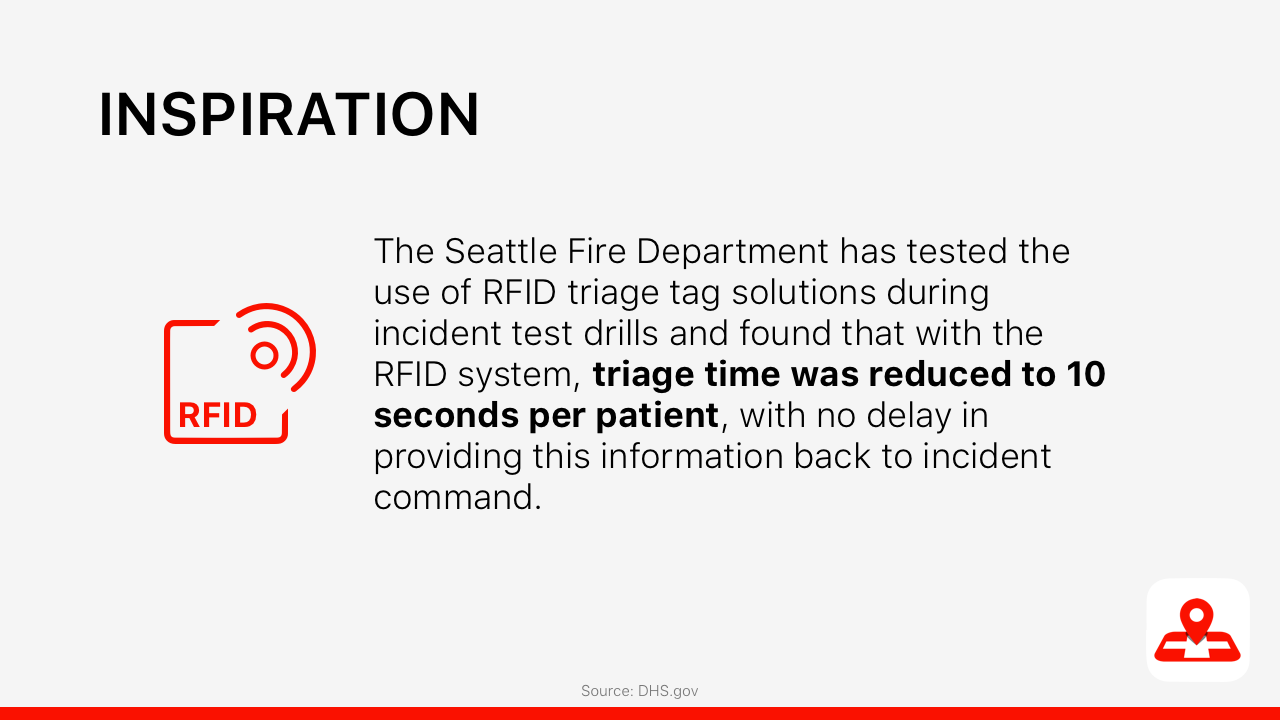 INSPIRATION
The Seattle Fire Department has tested the
use of RFID triage tag solutions during
incident test drills and found that with the
RFID system, triage time was reduced to 10
seconds per patient, with no delay in
providing this information back to incident
command.
RFID
Source: DHS.gov